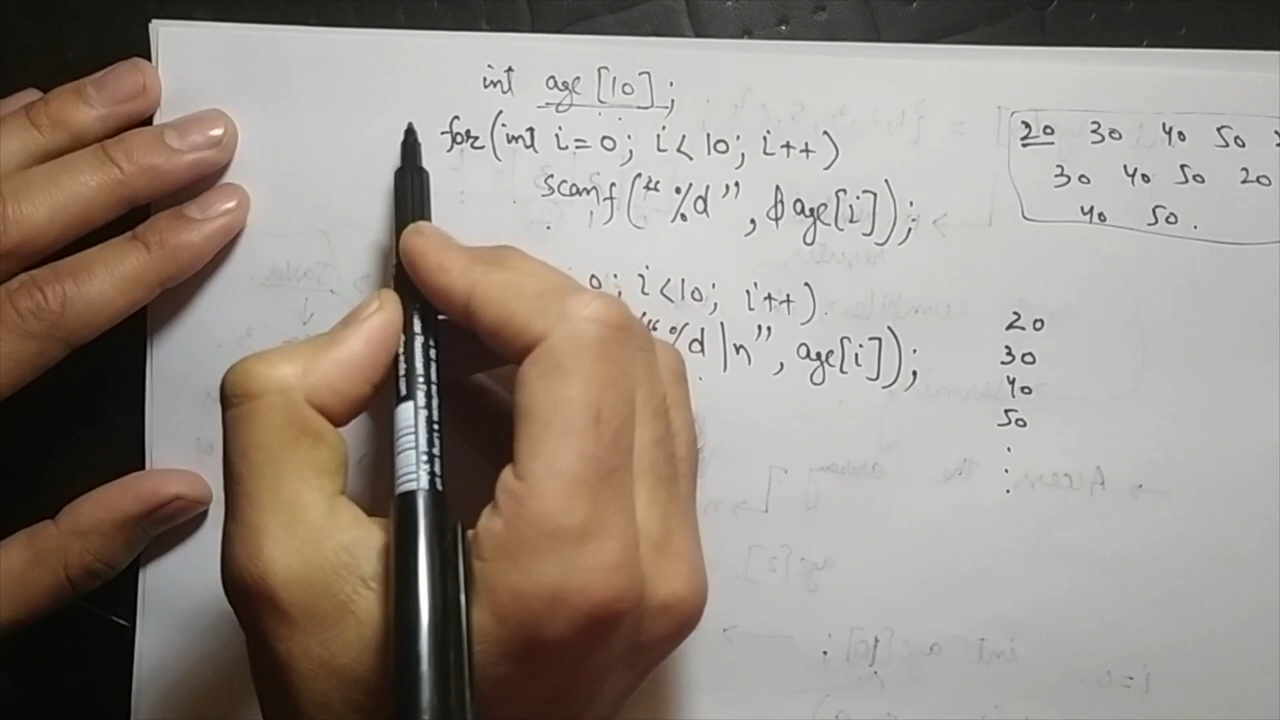 int age [10];
for(int i=0; i<10; i++)
scanf("%d", &age[i]);
0; i<10; i++)
"%d\n", age[i]);
20 30 40 50
30 40 50 20
40 50.
20
30
40
50
.
.